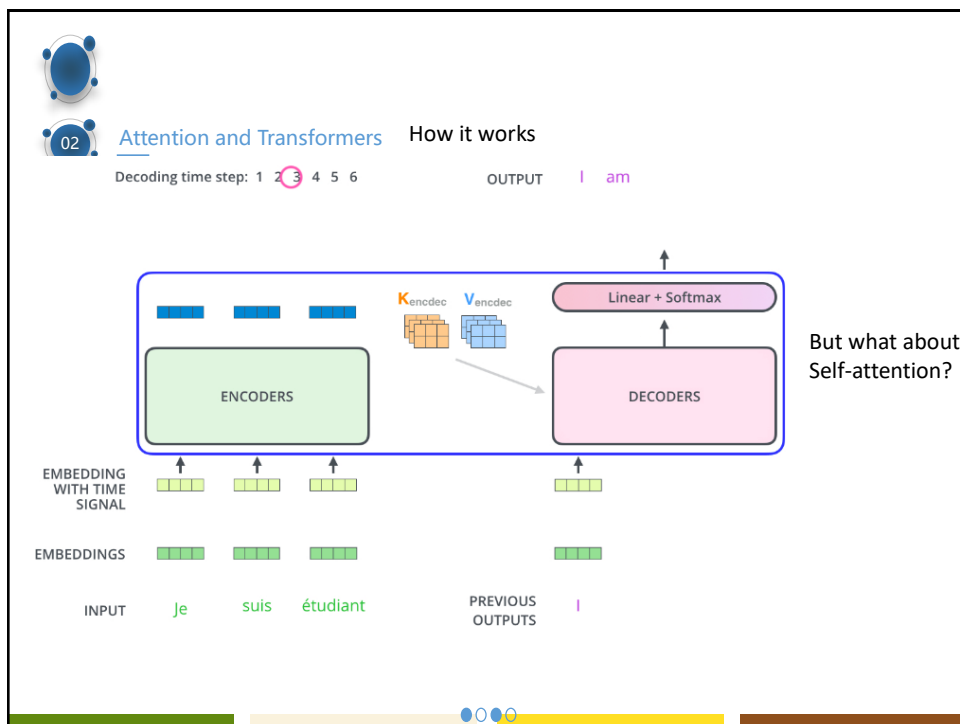 02
Attention and Transformers
How it works
Decoding time step: 1 2 3 4 5 6
OUTPUT I am
Kencdec Vencdec
Linear + Softmax
But what about
Self-attention?
ENCODERS
DECODERS
EMBEDDING
WITH TIME
SIGNAL
EMBEDDINGS
INPUT Je suis étudiant
PREVIOUS
OUTPUTS
I